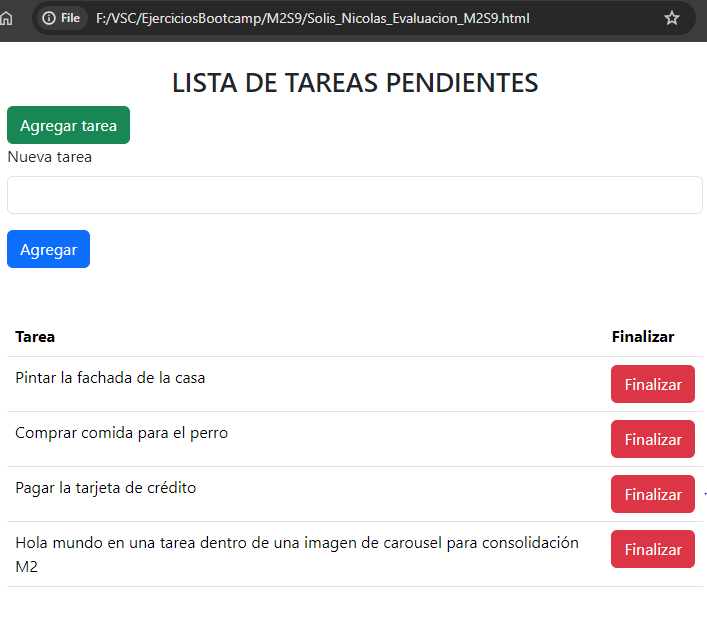 File F:/VSC/EjerciciosBootcamp/M2S9/Solis_Nicolas_Evaluacion_M2S9.html
LISTA DE TAREAS PENDIENTES
Agregar tarea
Nueva tarea
Agregar
Tarea Finalizar
Pintar la fachada de la casa Finalizar
Comprar comida para el perro Finalizar
Pagar la tarjeta de crédito Finalizar
Hola mundo en una tarea dentro de una imagen de carousel para consolidación Finalizar
M2